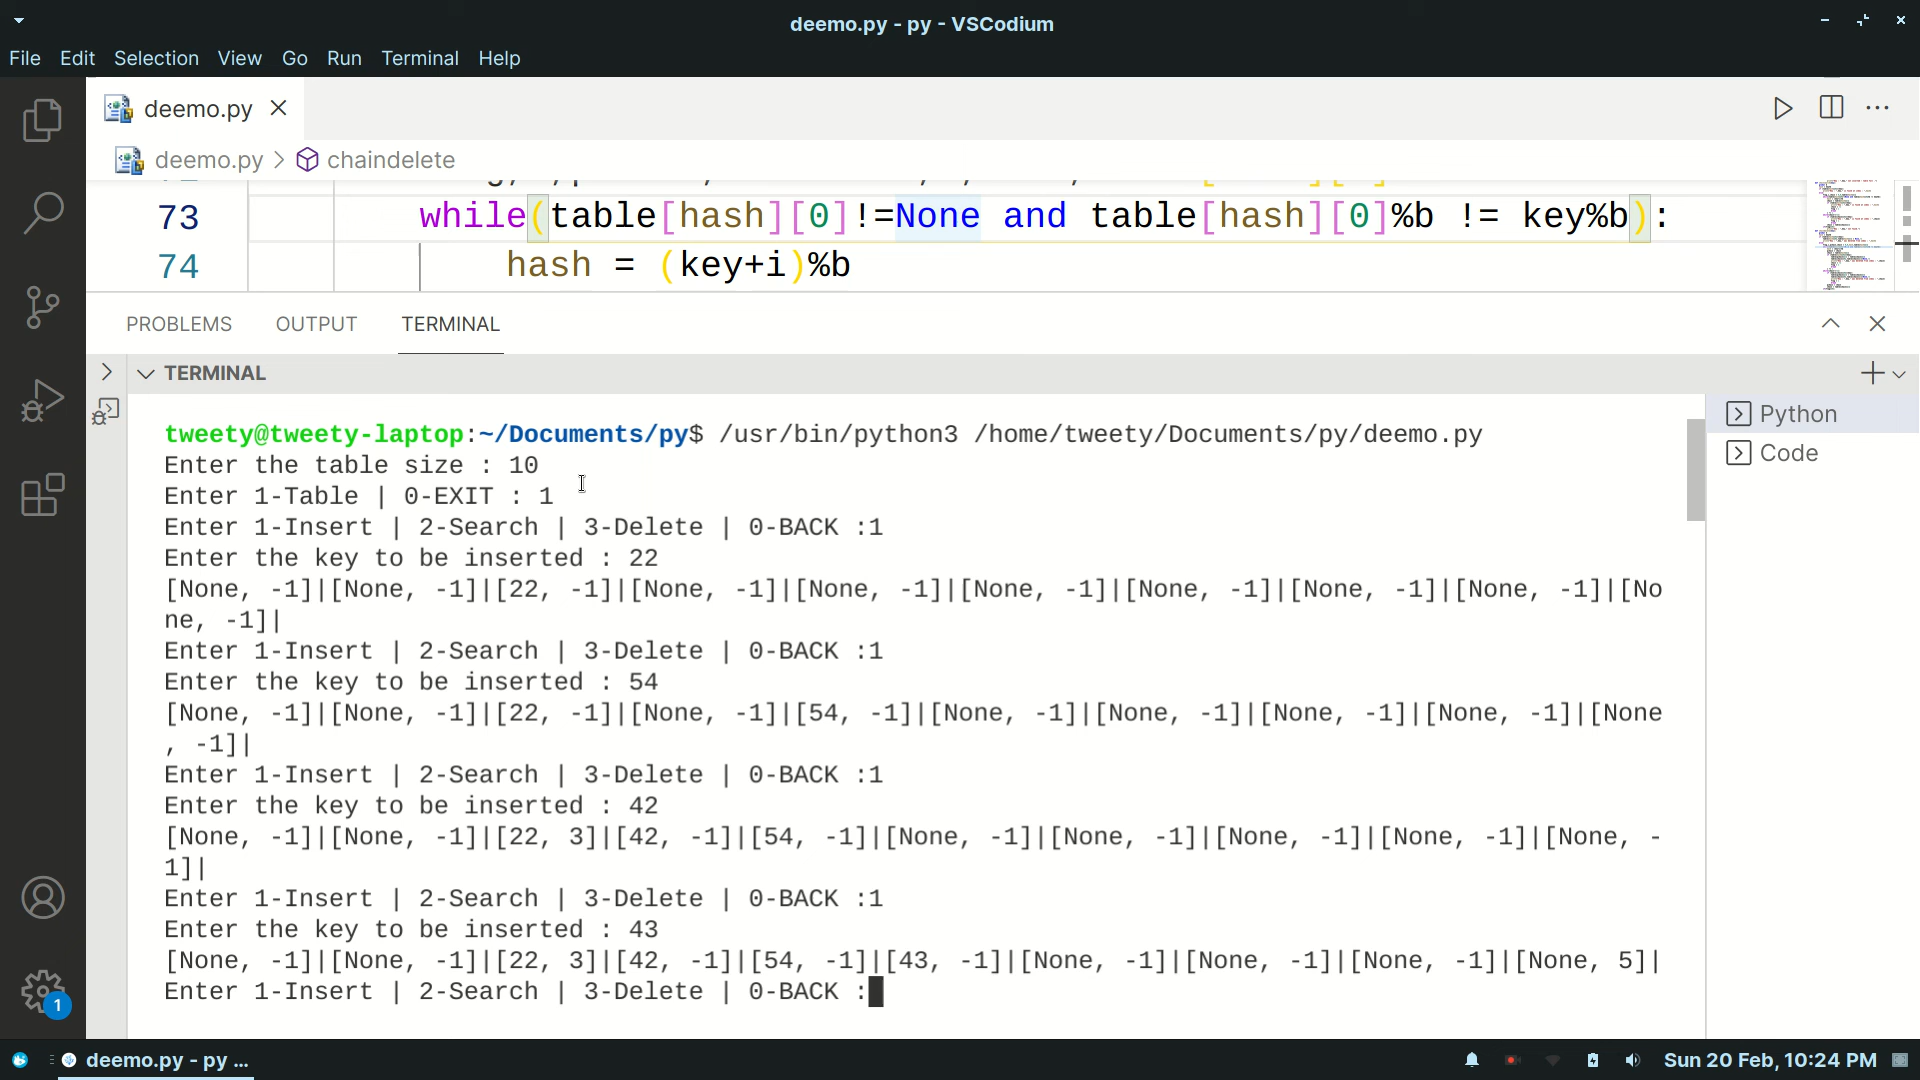 deemo.py - py - VSCodium
File Edit Selection View Go Run Terminal Help
deemo.py
deemo.py > chaindelete
73 while(table[hash][0]!=None and table[hash][0]%b != key%b):
74 hash = (key+i)%b
PROBLEMS OUTPUT TERMINAL
TERMINAL
Python
Code
tweety@tweety-laptop:~/Documents/py$ /usr/bin/python3 /home/tweety/Documents/py/deemo.py
Enter the table size : 10
Enter 1-Table | 0-EXIT : 1
Enter 1-Insert | 2-Search | 3-Delete | 0-BACK :1
Enter the key to be inserted : 22
[None, -1]|[None, -1]|[22, -1]|[None, -1]|[None, -1]|[None, -1]|[None, -1]|[None, -1]|[None, -1]|[No
ne, -1]|
Enter 1-Insert | 2-Search | 3-Delete | 0-BACK :1
Enter the key to be inserted : 54
[None, -1]|[None, -1]|[22, -1]|[None, -1]|[54, -1]|[None, -1]|[None, -1]|[None, -1]|[None, -1]|[None
, -1]|
Enter 1-Insert | 2-Search | 3-Delete | 0-BACK :1
Enter the key to be inserted : 42
[None, -1]|[None, -1]|[22, 3]|[42, -1]|[54, -1]|[None, -1]|[None, -1]|[None, -1]|[None, -1]|[None, -
1]|
Enter 1-Insert | 2-Search | 3-Delete | 0-BACK :1
Enter the key to be inserted : 43
[None, -1]|[None, -1]|[22, 3]|[42, -1]|[54, -1]|[43, -1]|[None, -1]|[None, -1]|[None, -1]|[None, 5]|
Enter 1-Insert | 2-Search | 3-Delete | 0-BACK :
1
deemo.py - py ...
Sun 20 Feb, 10:24 PM